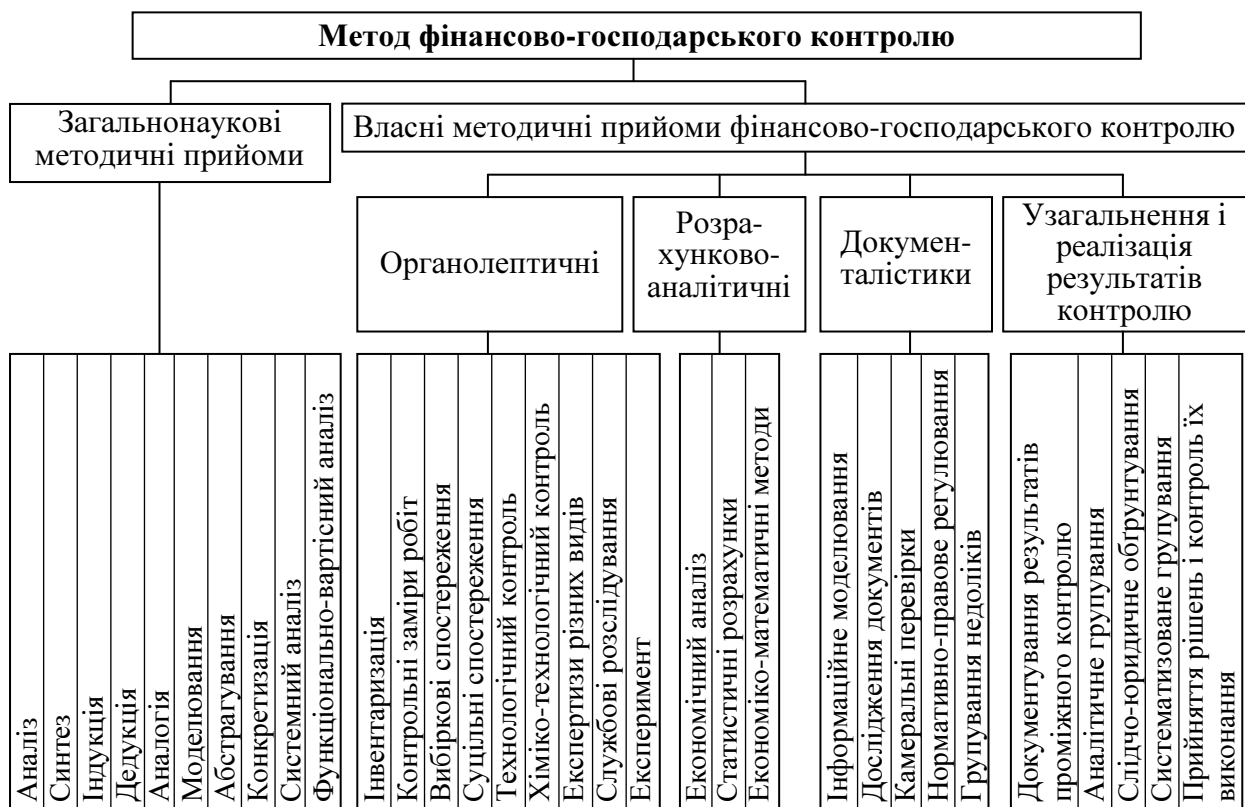 Метод фінансово-господарського контролю
Загальнонаукові
методичні прийоми
Власні методичні прийоми фінансово-господарського контролю
Органолептичні
Розра-
хунково-
аналітичні
Докумен-
талістики
Узагальнення і
реалізація
результатів
контролю
Аналіз
Синтез
Індукція
Дедукція
Аналогія
Моделювання
Абстрагування
Конкретизація
Системний аналіз
Функціонально-вартісний аналіз
Інвентаризація
Контрольні заміри робіт
Вибіркові спостереження
Суцільні спостереження
Технологічний контроль
Хіміко-технологічний контроль
Експертизи різних видів
Службові розслідування
Експеримент
Економічний аналіз
Статистичні розрахунки
Економіко-математичні методи
Інформаційне моделювання
Дослідження документів
Камеральні перевірки
Нормативно-правове регулювання
Групування недоліків
Документування результатів
проміжного контролю
Аналітичне групування
Слідчо-юридичне обґрунтування
Систематизоване групування
Прийняття рішень і контроль їх
виконання